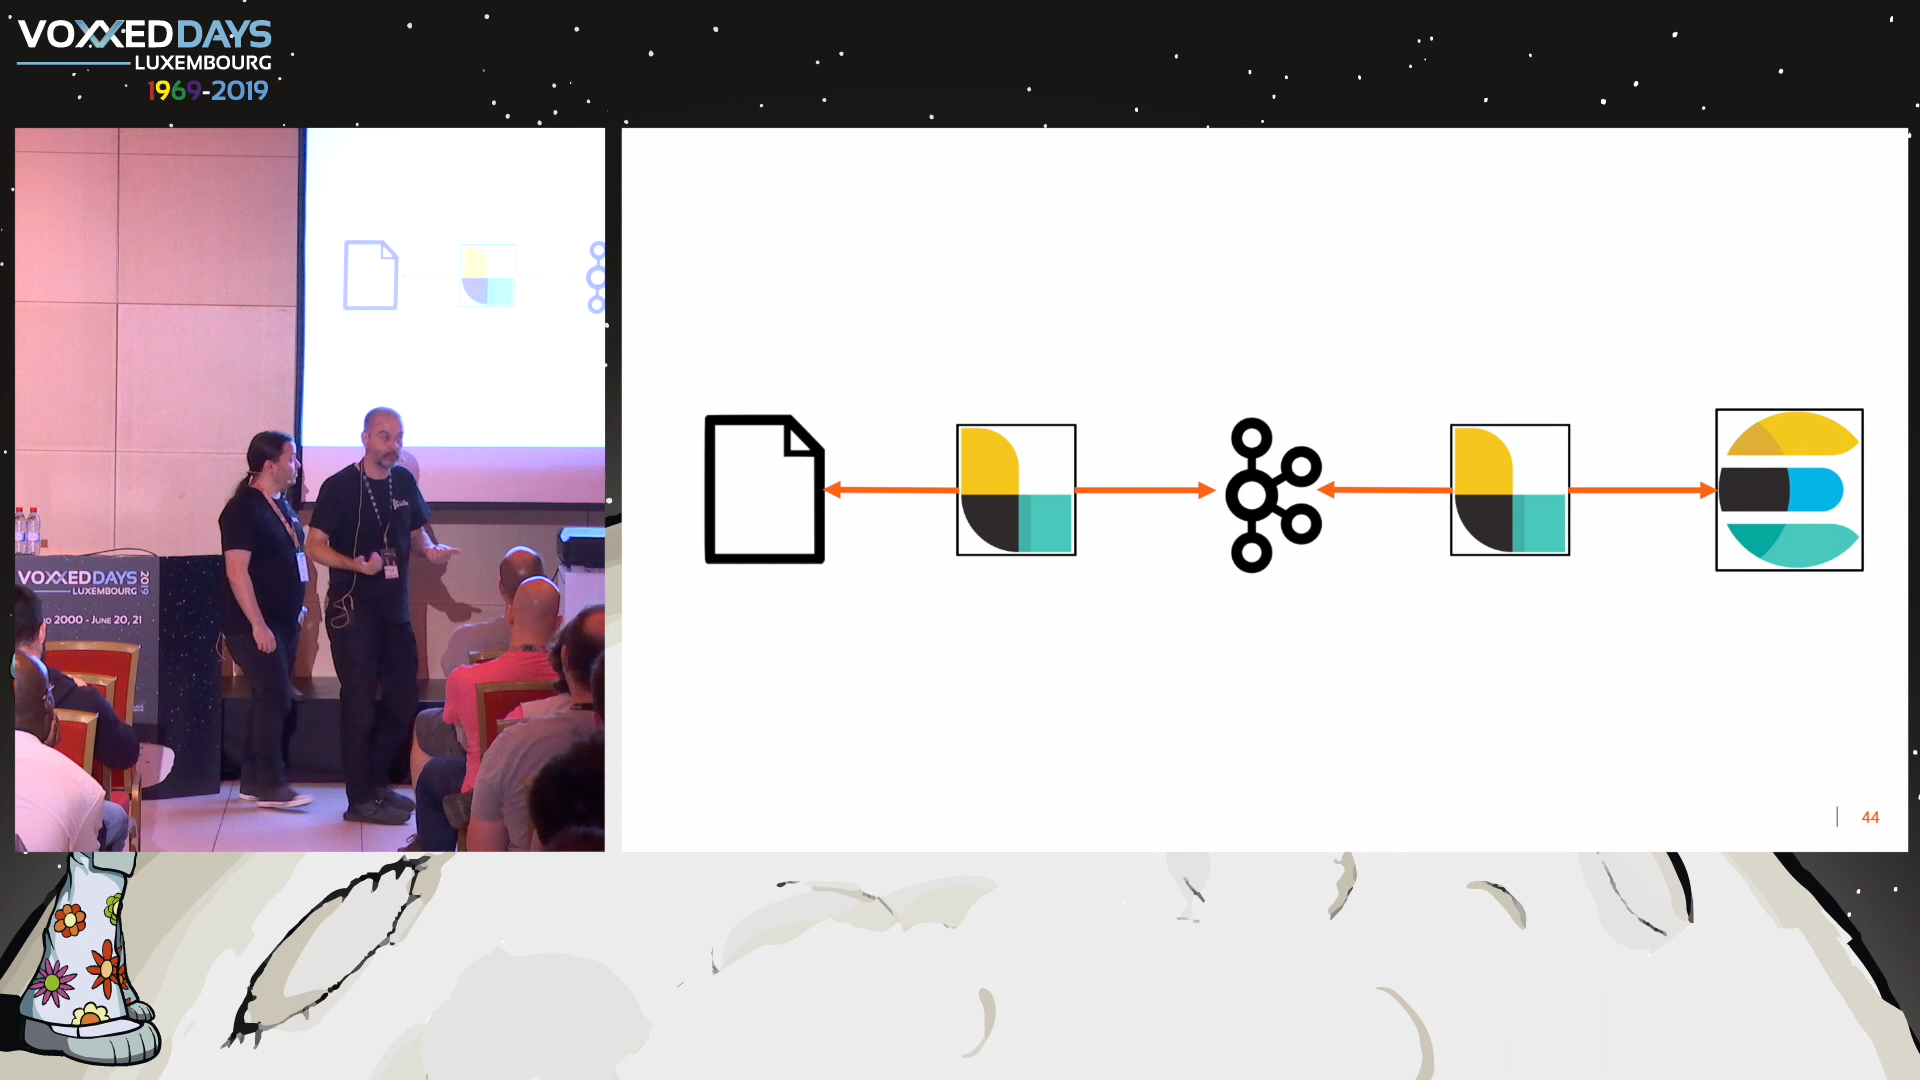 VOXXEDDAYS
LUXEMBOURG
1969-2019
VOXXEDDAYS 2019
LUXEMBOURG
2000 - JUNE 20, 21
44